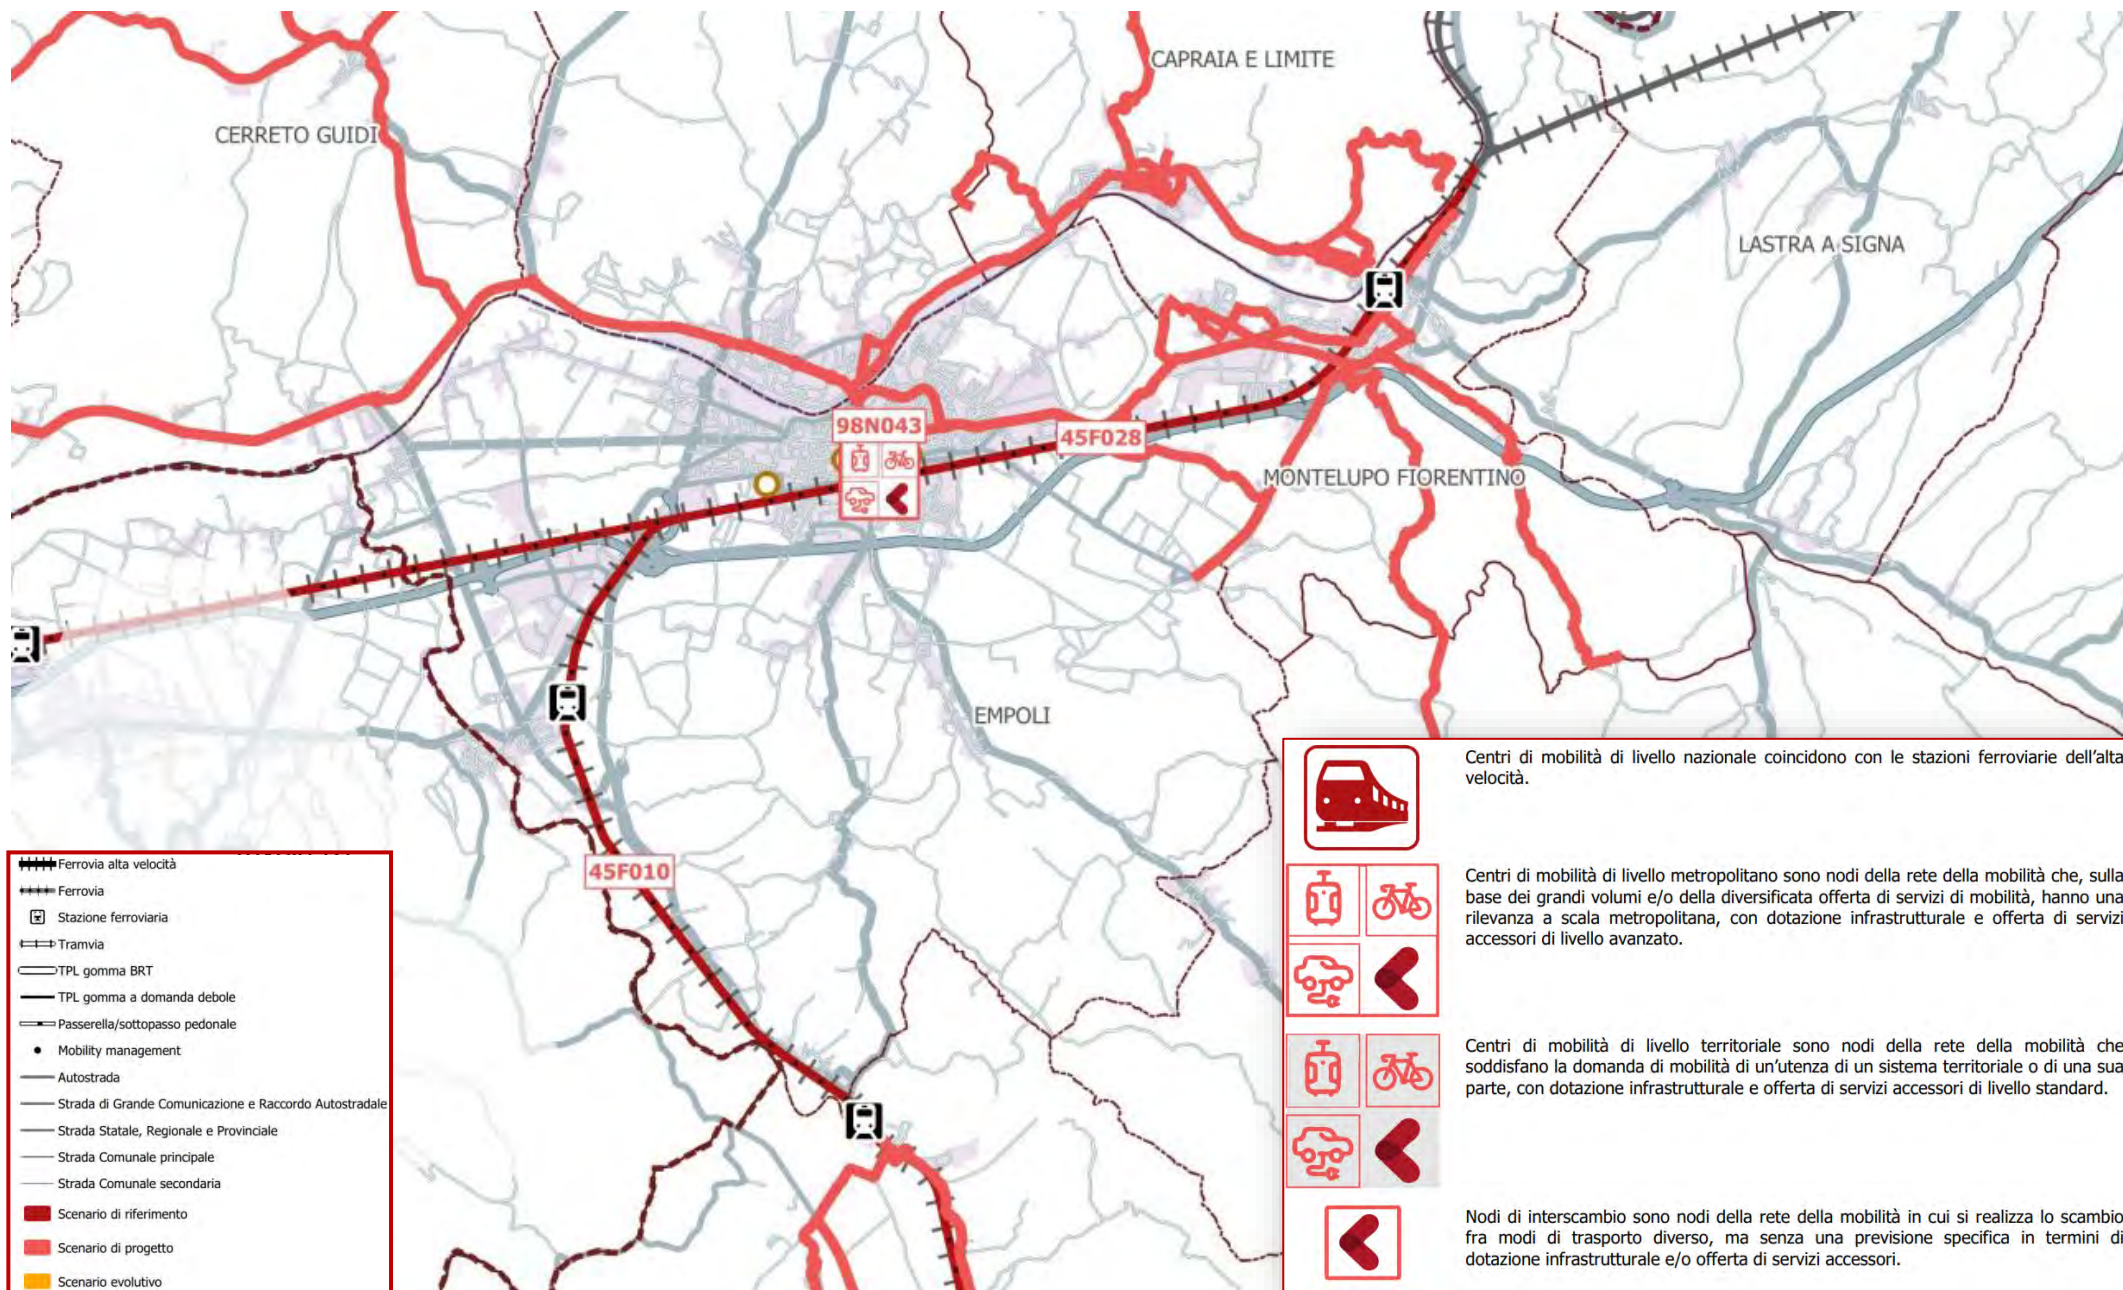 CAPRAIA E LIMITE
CERRETO GUIDI
LASTRA A SIGNA
98N043
45F028
MONTELUPO FIORENTINO
EMPOLI
45F010
Ferrovia alta velocità
Ferrovia
Stazione ferroviaria
Tramvia
TPL gomma BRT
TPL gomma a domanda debole
Passerella/sottopasso pedonale
Mobility management
Autostrada
Strada di Grande Comunicazione e Raccordo Autostradale
Strada Statale, Regionale e Provinciale
Strada Comunale principale
Strada Comunale secondaria
Scenario di riferimento
Scenario di progetto
Scenario evolutivo
Centri di mobilità di livello nazionale coincidono con le stazioni ferroviarie dell'alta
velocità.
Centri di mobilità di livello metropolitano sono nodi della rete della mobilità che, sulla
base dei grandi volumi e/o della diversificata offerta di servizi di mobilità, hanno una
rilevanza a scala metropolitana, con dotazione infrastrutturale e offerta di servizi
accessori di livello avanzato.
Centri di mobilità di livello territoriale sono nodi della rete della mobilità che
soddisfano la domanda di mobilità di un'utenza di un sistema territoriale o di una sua
parte, con dotazione infrastrutturale e offerta di servizi accessori di livello standard.
Nodi di interscambio sono nodi della rete della mobilità in cui si realizza lo scambio
fra modi di trasporto diverso, ma senza una previsione specifica in termini di
dotazione infrastrutturale e/o offerta di servizi accessori.